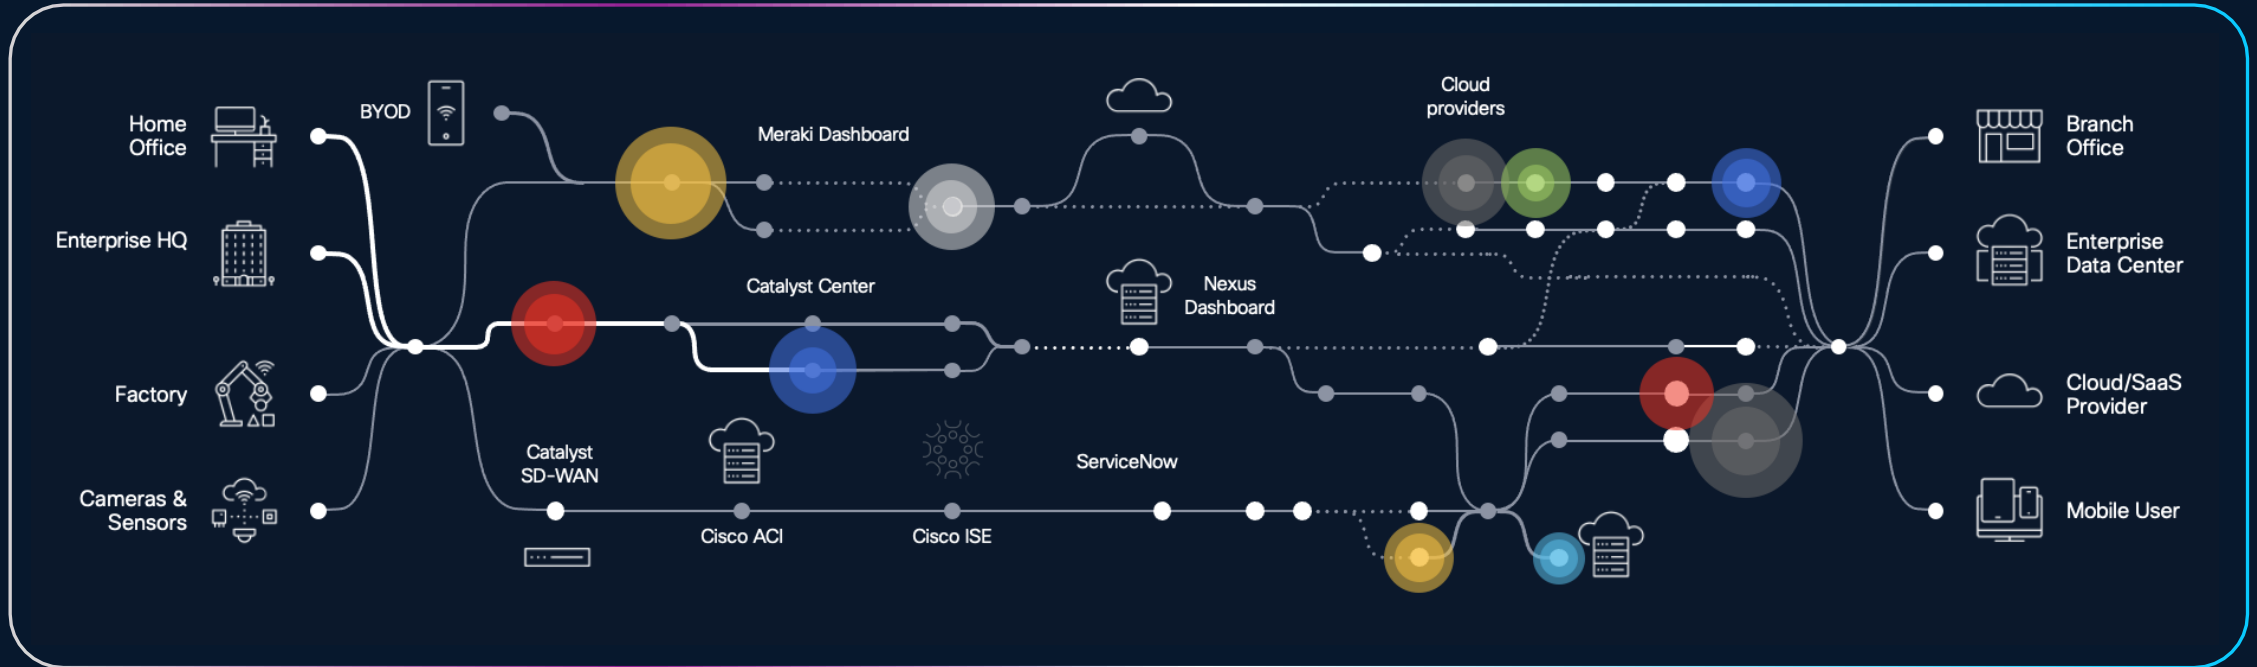 Home
Office
BYOD
Meraki Dashboard
Cloud
providers
Branch
Office
Enterprise HQ
Enterprise
Data Center
Catalyst Center
Nexus
Dashboard
Factory
Cloud/SaaS
Provider
Cameras &
Sensors
Catalyst
SD-WAN
ServiceNow
Mobile User
Cisco ACI
Cisco ISE